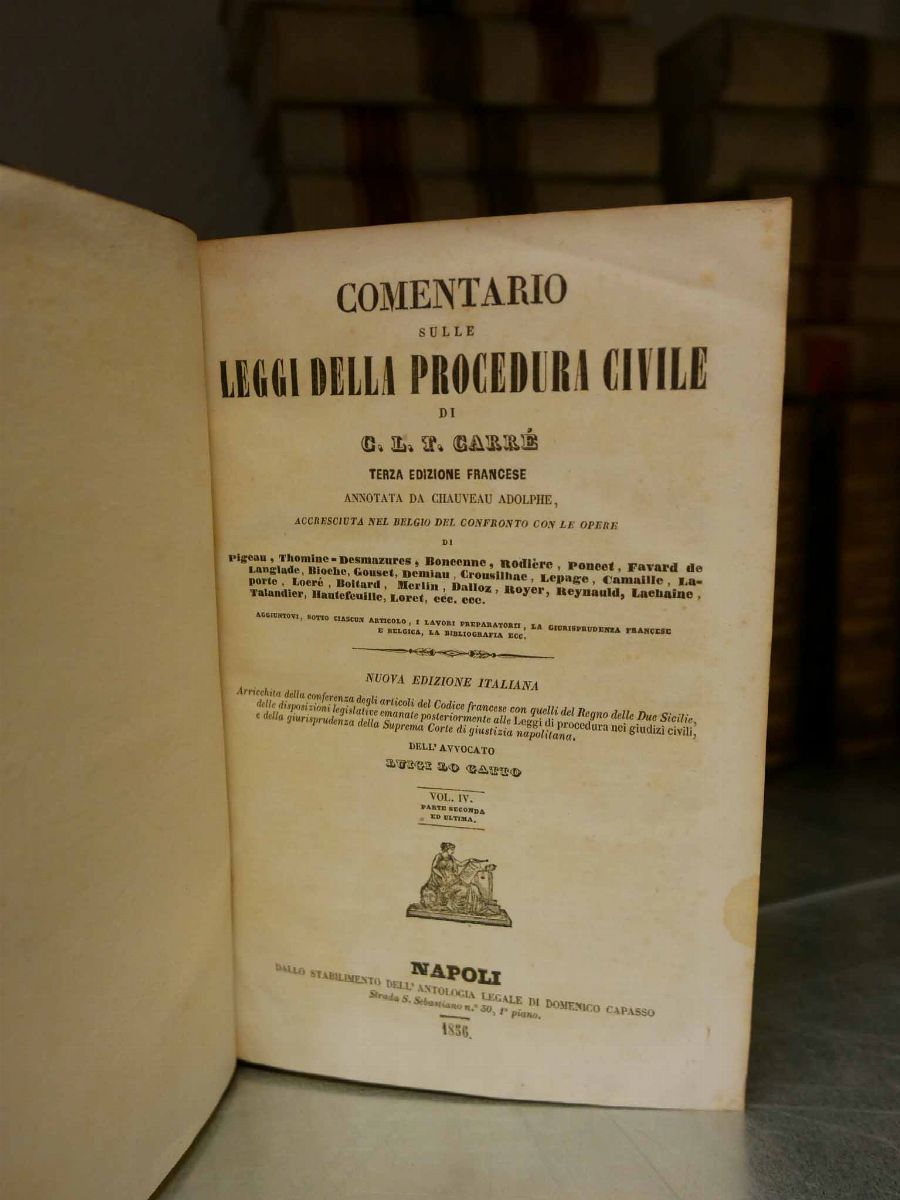 COMENTARIO
SULLE
LEGGI DELLA PROCEDURA CIVILE
DI
C. L. T. CARRÉ
TERZA EDIZIONE FRANCESE
ANNOTATA DA CHAUVEAU ADOLPHE,
ACCRESCIUTA NEL BELGIO DEL CONFRONTO CON LE OPERE
DI
Pigeau, Thomine-Desmazures, Boncenne, Rodière, Poncet, Favard de
Langlade, Bioche, Gouset, Demiau, Crousilhac, Lepage, Camaille, La-
porte, Locré, Boitard, Merlin, Dalloz, Royer, Reynauld, Lachaine,
Talandier, Hautefeuille, Loret, ecc. ecc.
AGGIUNTOVI, SOTTO CIASCUN ARTICOLO, I LAVORI PREPARATORII, LA GIURISPRUDENZA FRANCESE
E BELGICA, LA BIBLIOGRAFIA ECC.
NUOVA EDIZIONE ITALIANA
Arricchita della conferenza degli articoli del Codice francese con quelli del Regno delle Due Sicilie,
delle disposizioni legislative emanate posteriormente alle Leggi di procedura nei giudizi civili,
e della giurisprudenza della Suprema Corte di giustizia napolitana.
DELL'AVVOCATO
LUIGI LO GATTO
VOL. IV.
PARTE SECONDA
ED ULTIMA.
NAPOLI
DALLO STABILIMENTO DELL'ANTOLOGIA LEGALE DI DOMENICO CAPASSO
Strada S. Sebastiano n.° 50, 1° piano.
1856.